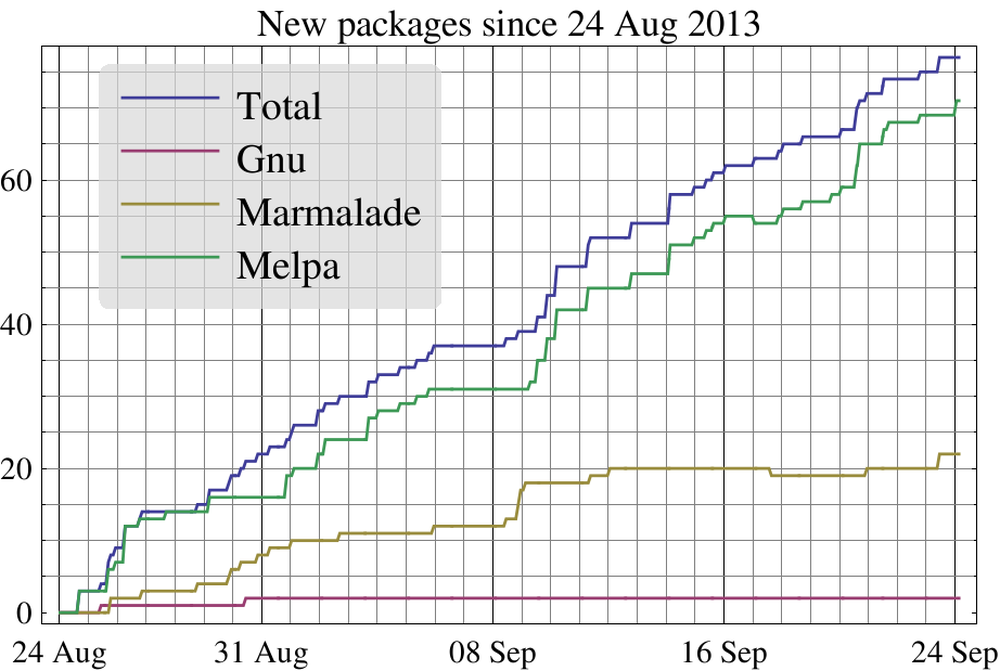 New packages since 24 Aug 2013
Total
Gnu
Marmalade
Melpa
60
40
20
0
24 Aug 31 Aug 08 Sep 16 Sep 24 Sep